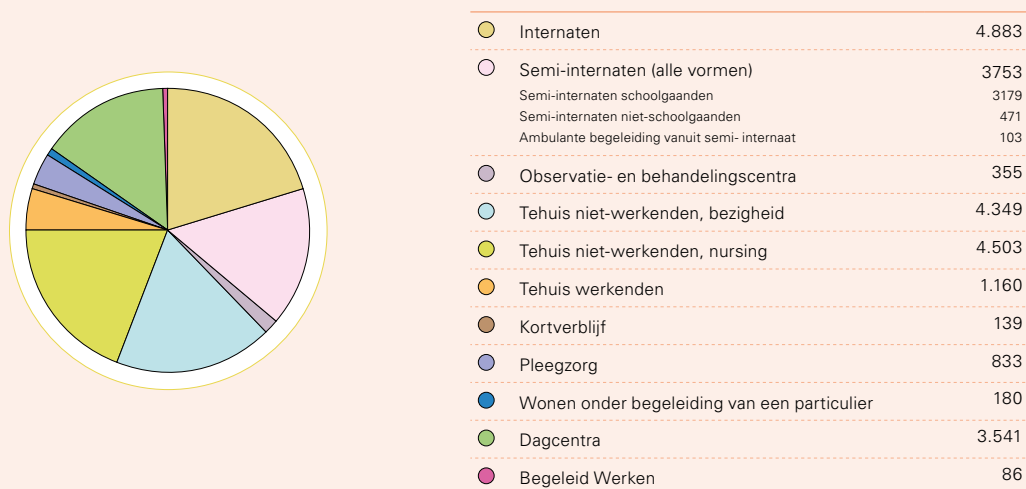 Internaten 4.883
Semi-internaten (alle vormen) 3753
Semi-internaten schoolgaanden 3179
Semi-internaten niet-schoolgaanden 471
Ambulante begeleiding vanuit semi- internaat 103
Observatie- en behandelingscentra 355
Tehuis niet-werkenden, bezigheid 4.349
Tehuis niet-werkenden, nursing 4.503
Tehuis werkenden 1.160
Kortverblijf 139
Pleegzorg 833
Wonen onder begeleiding van een particulier 180
Dagcentra 3.541
Begeleid Werken 86